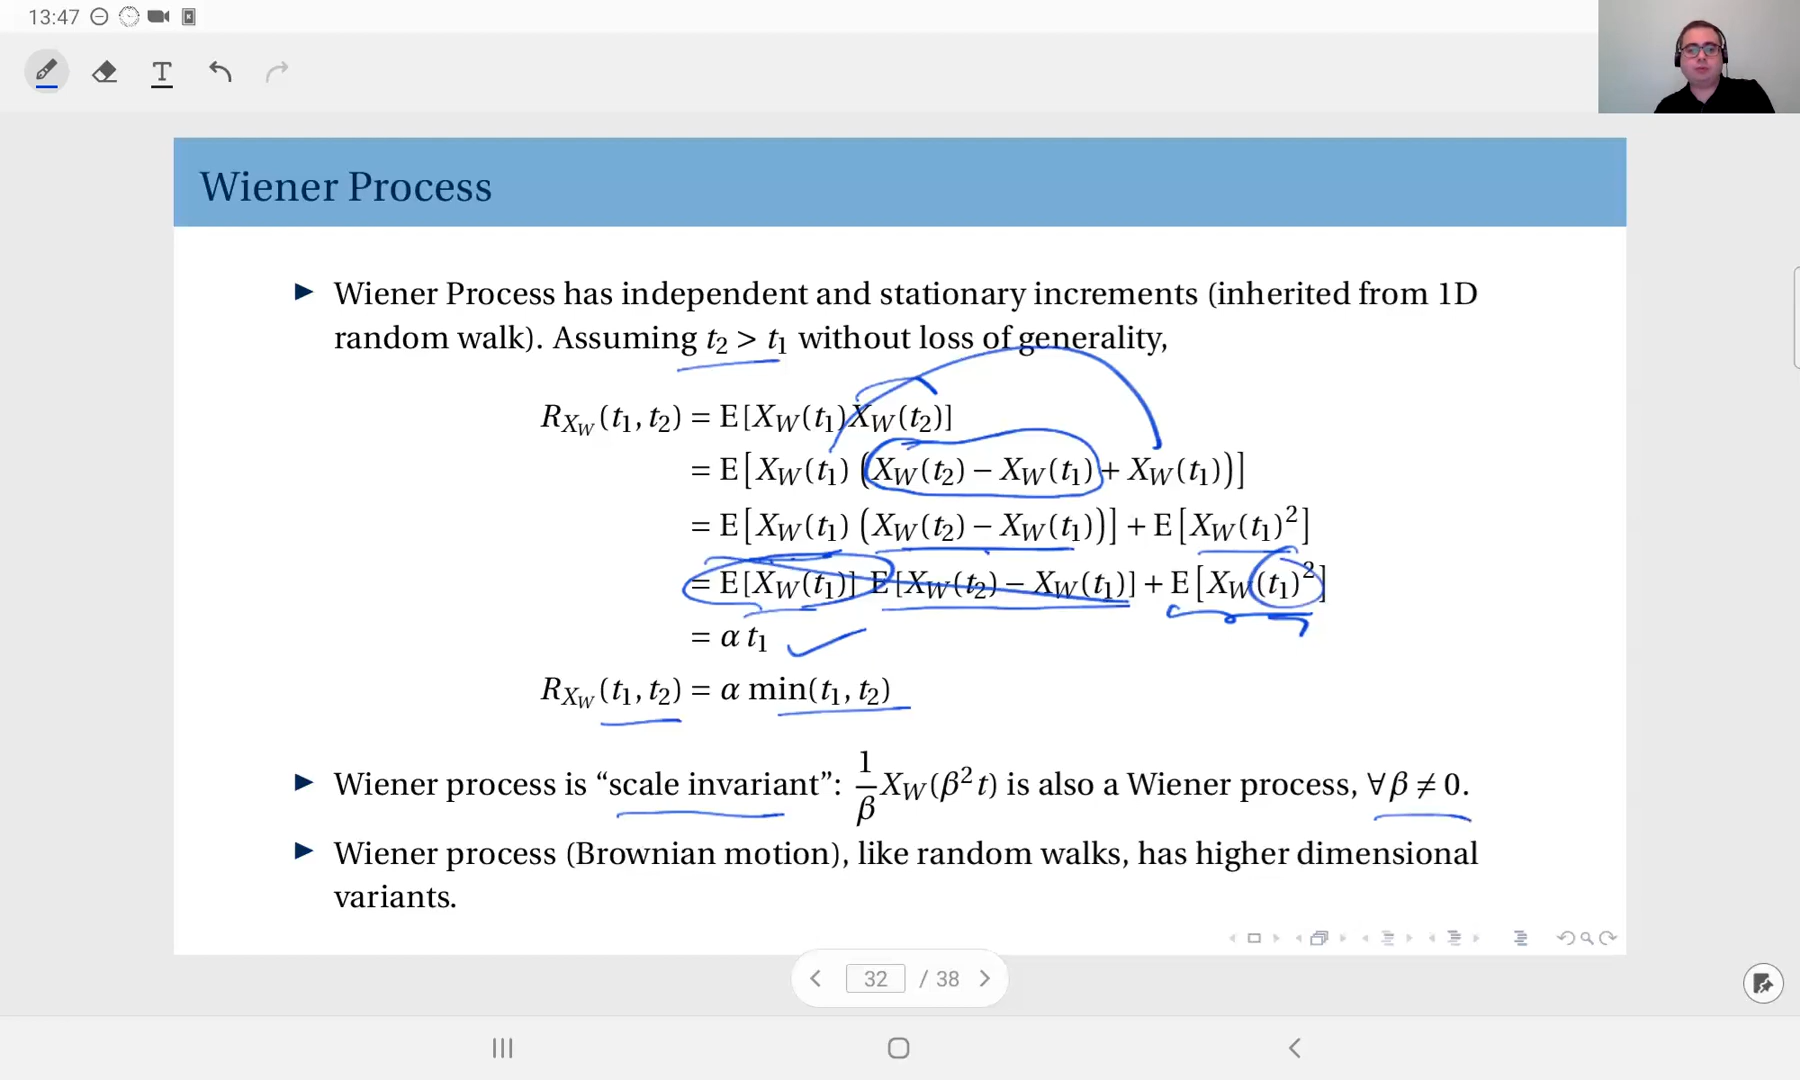 13:47
T
Wiener Process
▶ Wiener Process has independent and stationary increments (inherited from 1D
random walk). Assuming t₂ > t₁ without loss of generality,
R_{X_W}(t₁, t₂) = E[X_W(t₁)X_W(t₂)]
= E[X_W(t₁) (X_W(t₂) − X_W(t₁) + X_W(t₁))]
= E[X_W(t₁) (X_W(t₂) − X_W(t₁))] + E[X_W(t₁)²]
= E[X_W(t₁)] E[X_W(t₂) − X_W(t₁)] + E[X_W(t₁)²]
= α t₁
R_{X_W}(t₁, t₂) = α min(t₁, t₂)
▶ Wiener process is “scale invariant”: 1/β X_W(β²t) is also a Wiener process, ∀β ≠ 0.
▶ Wiener process (Brownian motion), like random walks, has higher dimensional
variants.
32 / 38